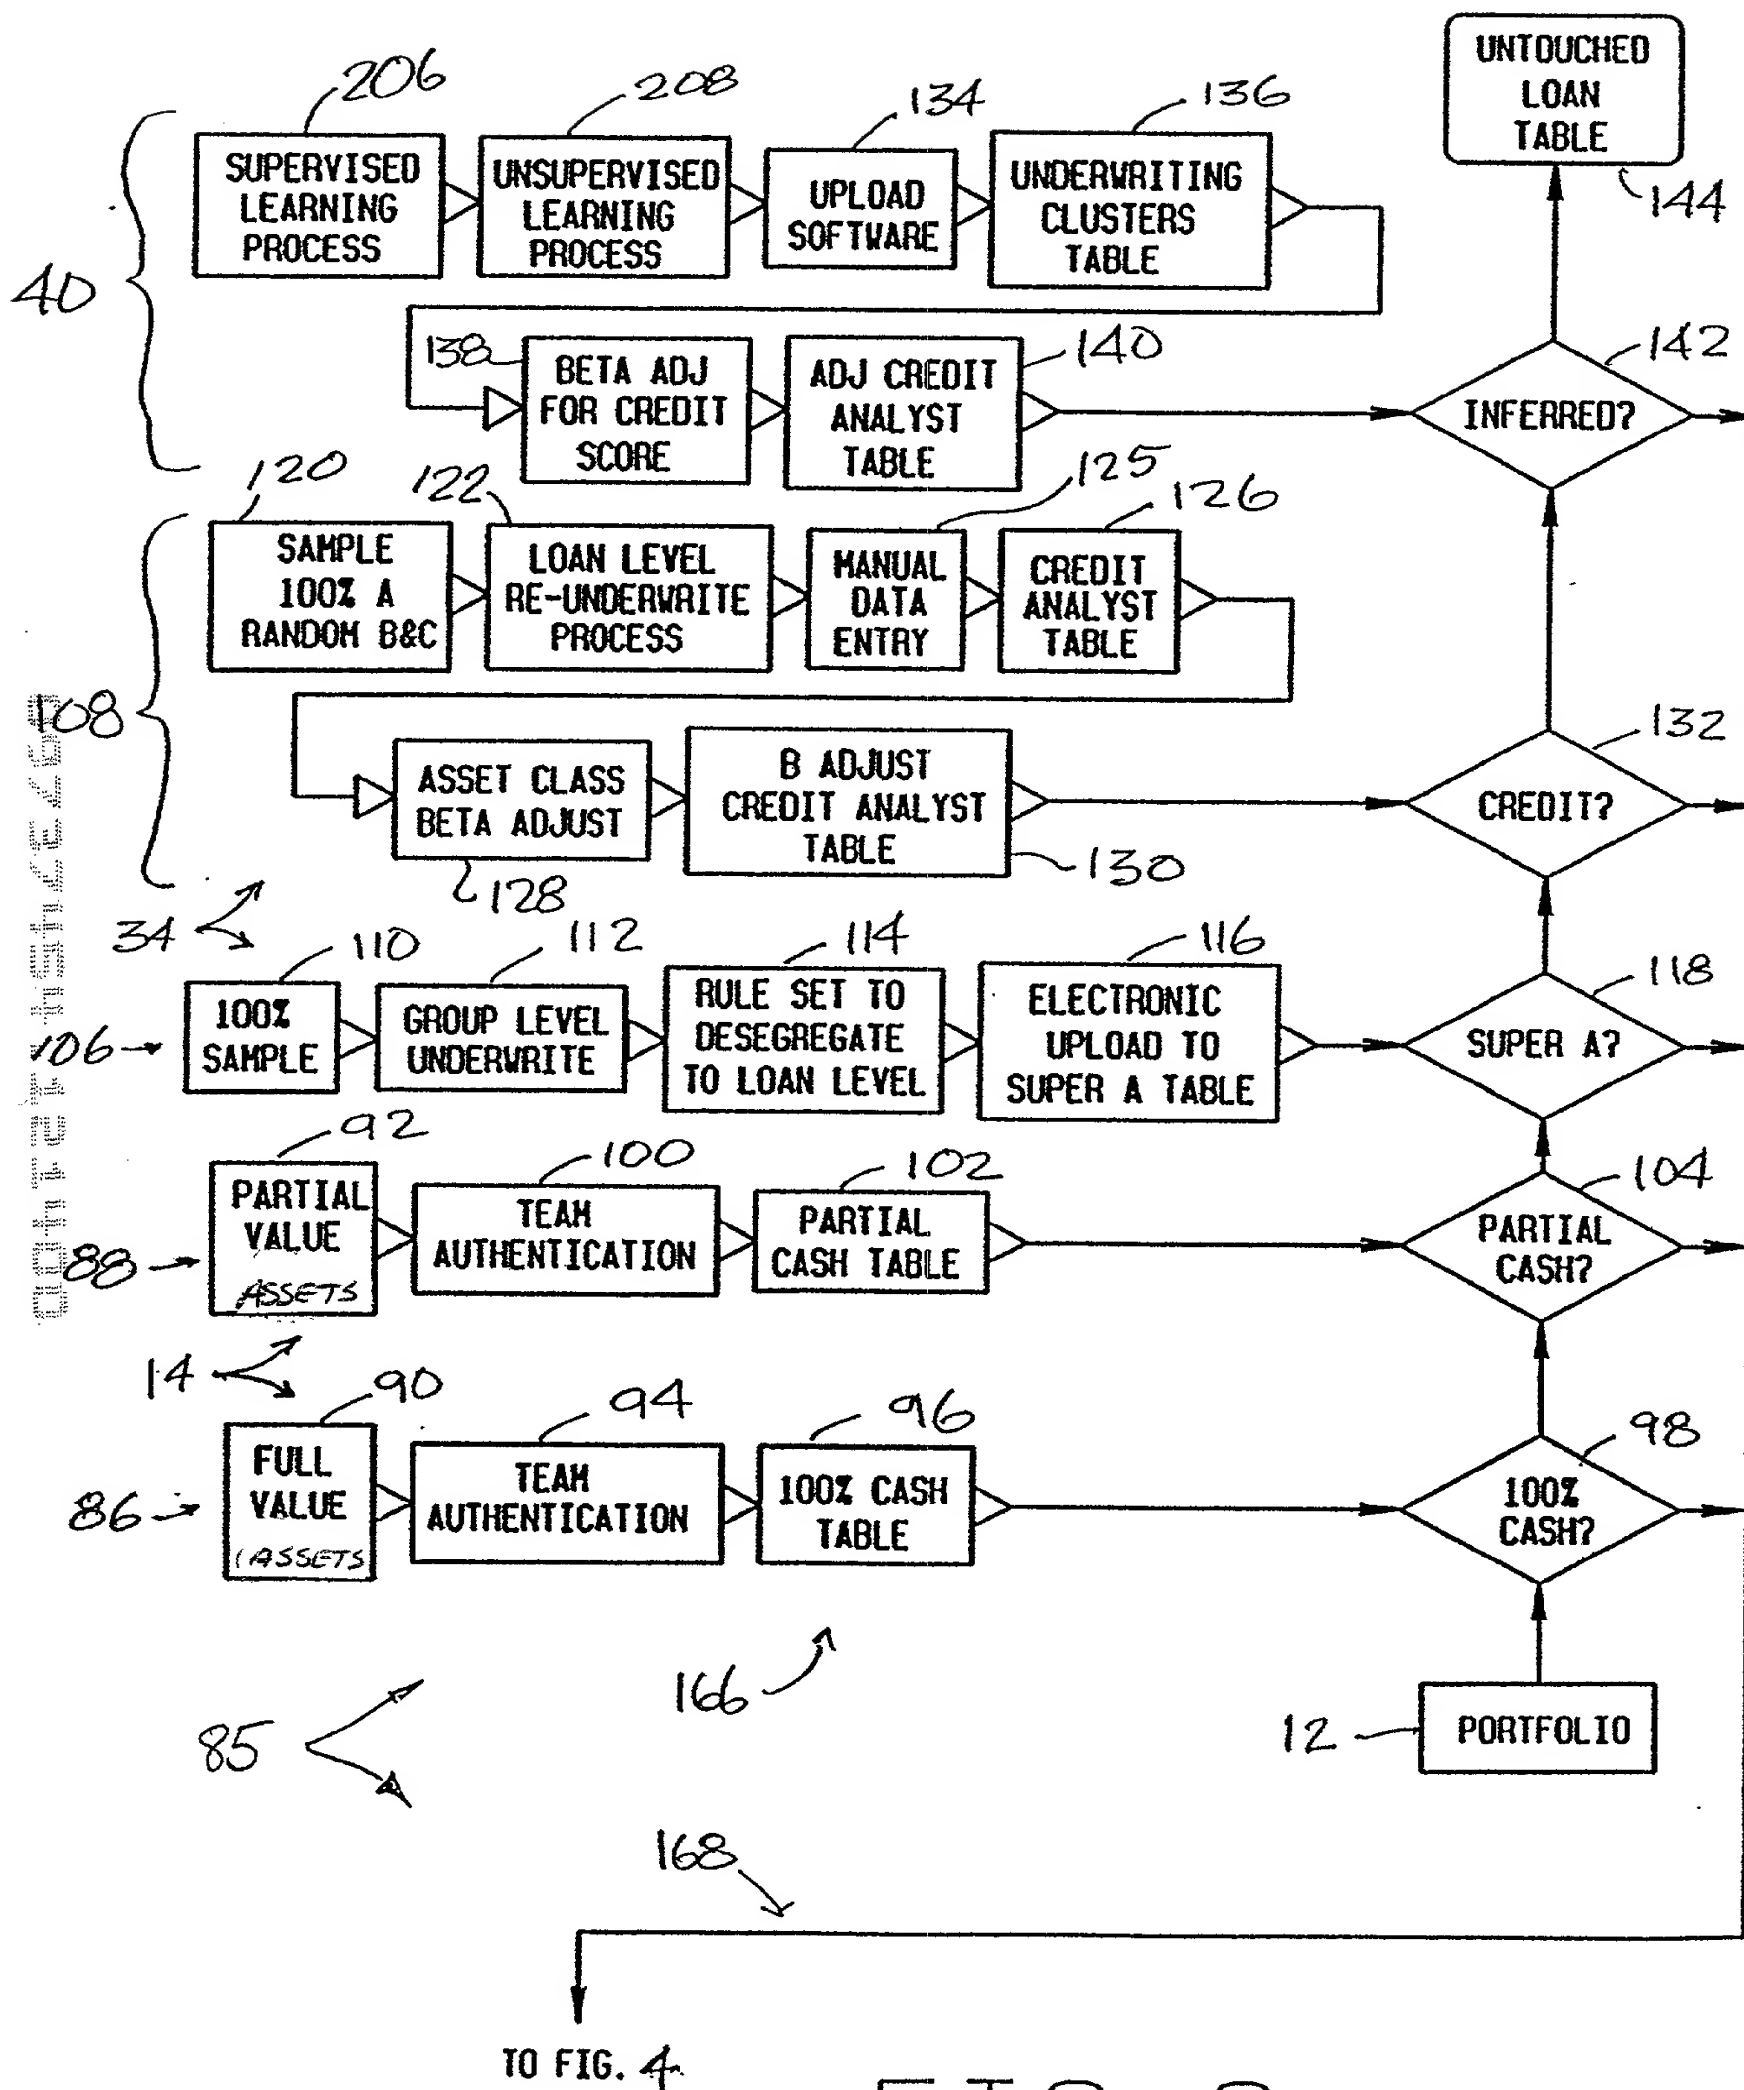 UNTOUCHED
LOAN
TABLE
144
206
208
134
136
40
SUPERVISED
LEARNING
PROCESS
UNSUPERVISED
LEARNING
PROCESS
UPLOAD
SOFTWARE
UNDERWRITING
CLUSTERS
TABLE
138
BETA ADJ
FOR CREDIT
SCORE
ADJ CREDIT
ANALYST
TABLE
140
INFERRED?
142
120
122
125
126
108
SAMPLE
100% A
RANDOM B&C
LOAN LEVEL
RE-UNDERWRITE
PROCESS
MANUAL
DATA
ENTRY
CREDIT
ANALYST
TABLE
ASSET CLASS
BETA ADJUST
128
B ADJUST
CREDIT ANALYST
TABLE
130
CREDIT?
132
34
110
112
114
116
106
100%
SAMPLE
GROUP LEVEL
UNDERWRITE
RULE SET TO
DESEGREGATE
TO LOAN LEVEL
ELECTRONIC
UPLOAD TO
SUPER A TABLE
SUPER A?
118
92
100
102
88
PARTIAL
VALUE
ASSETS
TEAM
AUTHENTICATION
PARTIAL
CASH TABLE
PARTIAL
CASH?
104
14
90
94
96
86
FULL
VALUE
ASSETS
TEAM
AUTHENTICATION
100% CASH
TABLE
100%
CASH?
98
166
85
12
PORTFOLIO
168
TO FIG. 4